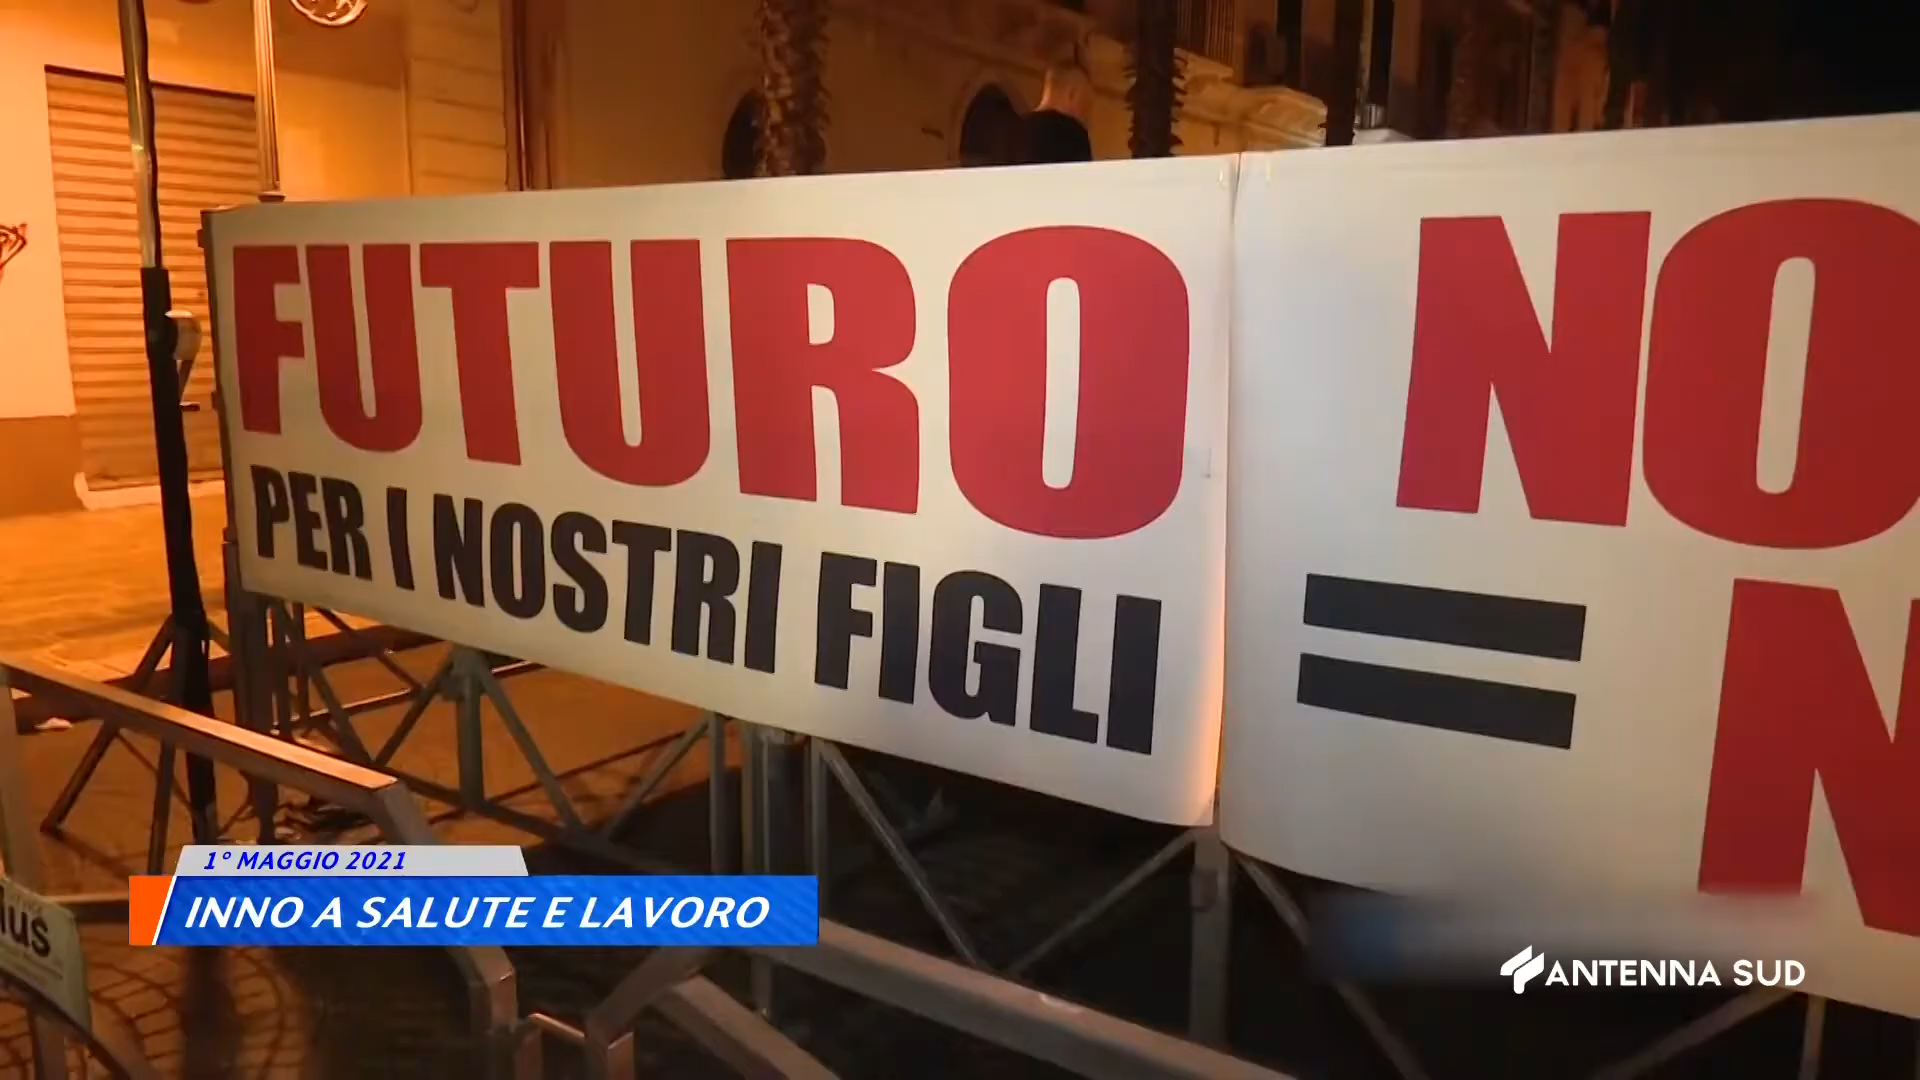 FUTURO
PER I NOSTRI FIGLI
NO
=
1° MAGGIO 2021
INNO A SALUTE E LAVORO
ANTENNA SUD